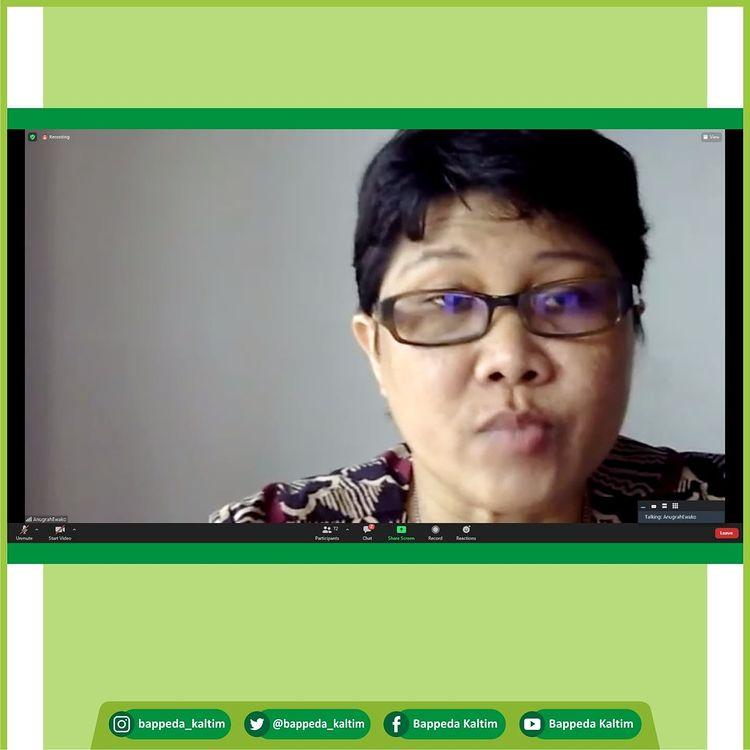 Recording
View
AnugrahEwako
Talking: AnugrahEwako
Unmute
Start Video
Participants
72
Chat
Share Screen
Record
Reactions
Leave
bappeda_kaltim
@bappeda_kaltim
Bappeda Kaltim
Bappeda Kaltim